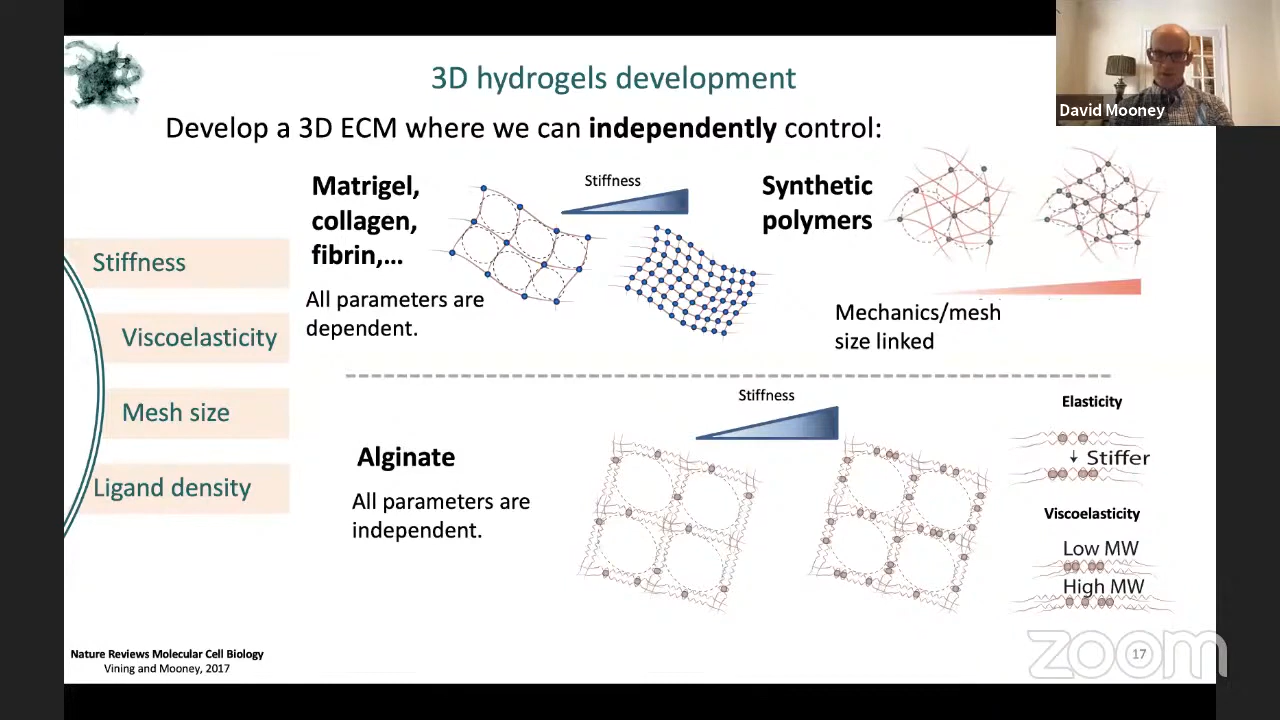 3D hydrogels development
David Mooney
Develop a 3D ECM where we can independently control:
Matrigel,
collagen,
fibrin,...
Stiffness
Synthetic
polymers
All parameters are
dependent.
Mechanics/mesh
size linked
Stiffness
Viscoelasticity
Mesh size
Ligand density
Stiffness
Alginate
All parameters are
independent.
Elasticity
↓ Stiffer
Viscoelasticity
Low MW
High MW
Nature Reviews Molecular Cell Biology
Vining and Mooney, 2017
zoom
17